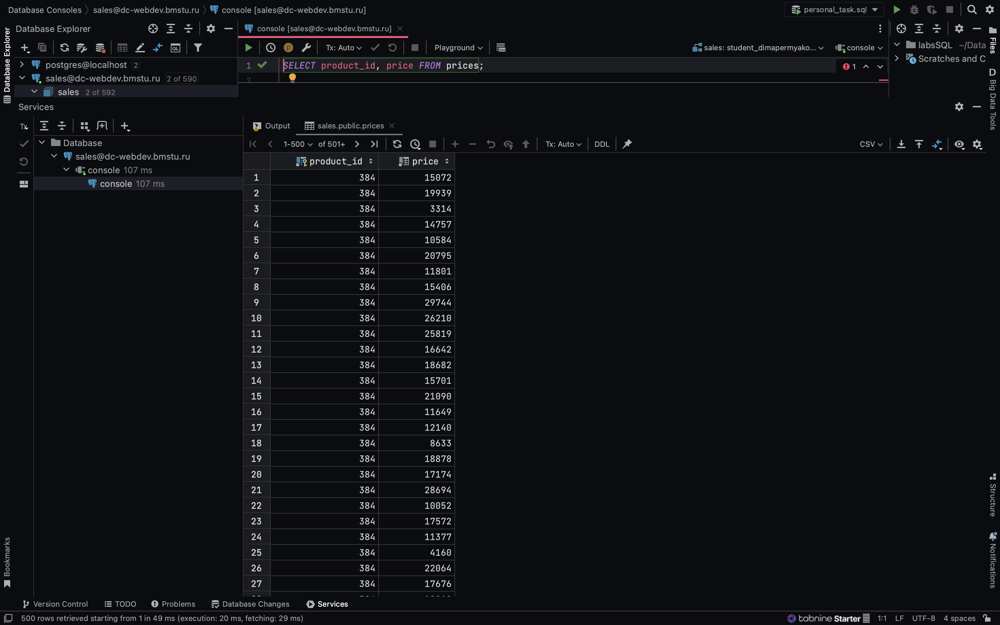 Database Consoles sales@dc-webdev.bmstu.ru console [sales@dc-webdev.bmstu.ru]
personal_task.sql
Database Explorer
console [sales@dc-webdev.bmstu.ru]
Tx: Auto
Playground
sales: student_dimapermyako...
console
labsSQL ~/Data
Scratches and C
postgres@localhost 2
sales@dc-webdev.bmstu.ru 2 of 590
sales 2 of 592
1 SELECT product_id, price FROM prices;
1
2
Database Explorer
Files
D Big Data Tools
Services
Tx
Output
sales.public.prices
Database
sales@dc-webdev.bmstu.ru
console 107 ms
console 107 ms
1-500 of 501+
Tx: Auto
DDL
CSV
product_id price
1 384 15072
2 384 19939
3 384 3314
4 384 14757
5 384 10584
6 384 20795
7 384 11801
8 384 15406
9 384 29744
10 384 26210
11 384 25819
12 384 16642
13 384 18682
14 384 15701
15 384 21090
16 384 11649
17 384 12140
18 384 8633
19 384 18878
20 384 17174
21 384 28694
22 384 10052
23 384 17572
24 384 11377
25 384 4160
26 384 22064
27 384 17676
Bookmarks
Structure
Notifications
Version Control
TODO
Problems
Database Changes
Services
500 rows retrieved starting from 1 in 49 ms (execution: 20 ms, fetching: 29 ms)
tabnine Starter
1:1 LF UTF-8 4 spaces